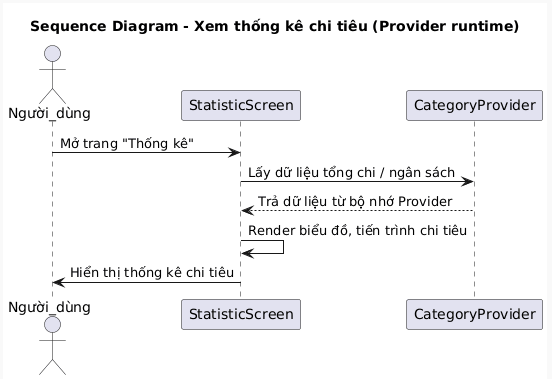 Sequence Diagram - Xem thống kê chi tiêu (Provider runtime)
Người_dùng
StatisticScreen
CategoryProvider
Mở trang "Thống kê"
Lấy dữ liệu tổng chi / ngân sách
Trả dữ liệu từ bộ nhớ Provider
Render biểu đồ, tiến trình chi tiêu
Hiển thị thống kê chi tiêu
Người_dùng
StatisticScreen
CategoryProvider